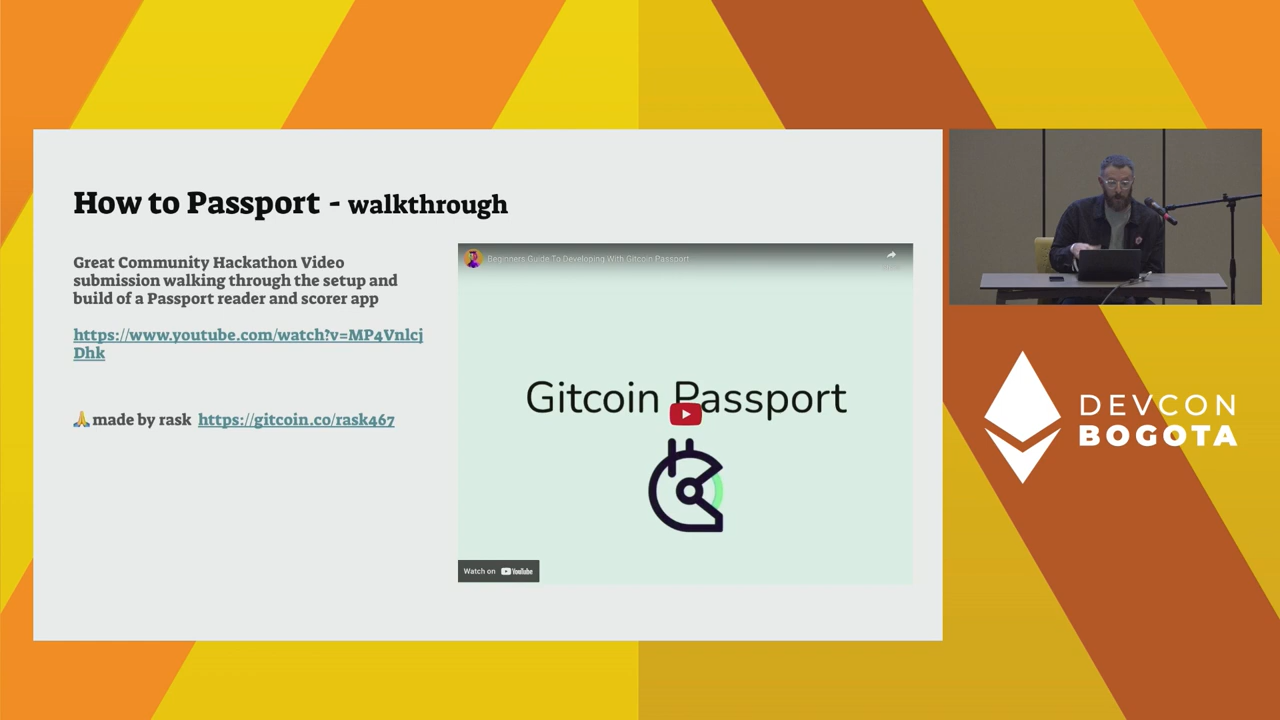 How to Passport - walkthrough
Great Community Hackathon Video
submission walking through the setup and
build of a Passport reader and scorer app
https://www.youtube.com/watch?v=MP4Vnlcj
Dhk
🙏 made by rask https://gitcoin.co/rask467
Beginners Guide To Developing With Gitcoin Passport
Gitcoin Passport
Watch on YouTube
DEVCON
BOGOTA